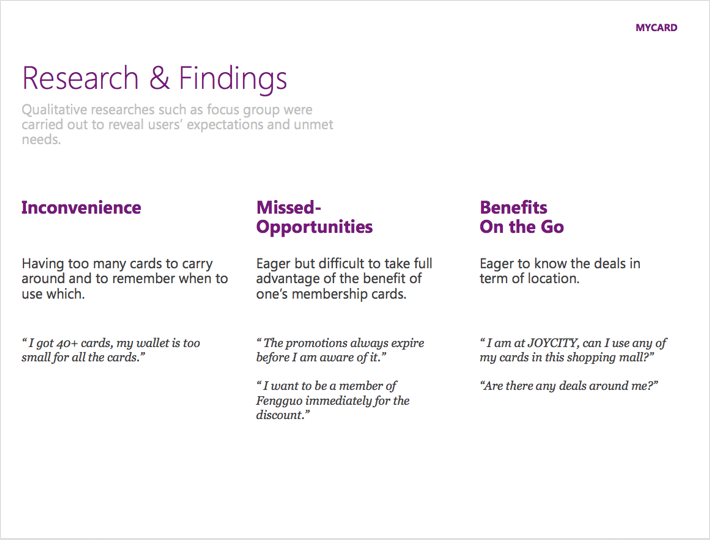 MYCARD
Research & Findings
Qualitative researches such as focus group were
carried out to reveal users’ expectations and unmet
needs.
Inconvenience
Having too many cards to carry
around and to remember when to
use which.
“ I got 40+ cards, my wallet is too
small for all the cards.”
Missed-
Opportunities
Eager but difficult to take full
advantage of the benefit of
one’s membership cards.
“ The promotions always expire
before I am aware of it.”
“ I want to be a member of
Fengguo immediately for the
discount.”
Benefits
On the Go
Eager to know the deals in
term of location.
“ I am at JOYCITY, can I use any of
my cards in this shopping mall?”
“Are there any deals around me?”